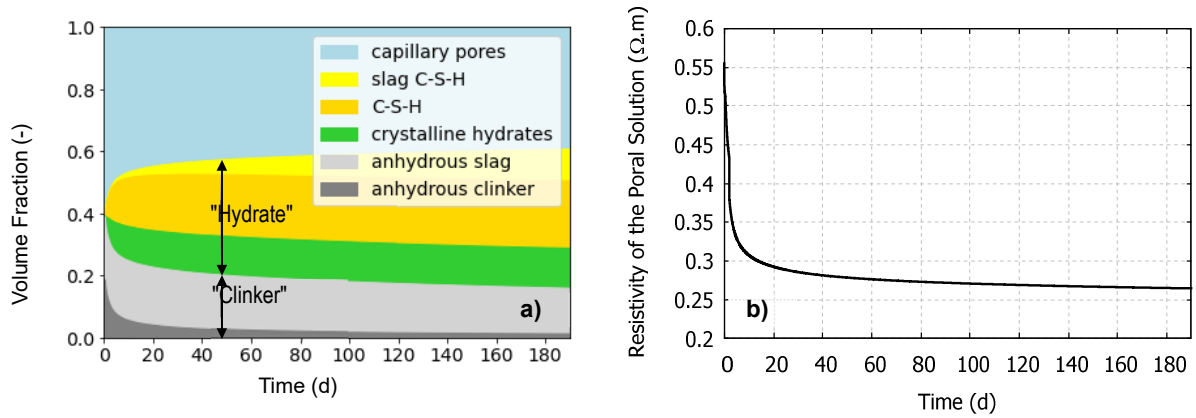 Volume Fraction (-)
1.0
0.8
0.6
0.4
0.2
0.0
capillary pores
slag C-S-H
C-S-H
crystalline hydrates
anhydrous slag
anhydrous clinker
"Hydrate"
"Clinker"
a)
0 20 40 60 80 100 120 140 160 180
Time (d)
Resistivity of the Poral Solution (Ω.m)
0.6
0.55
0.5
0.45
0.4
0.35
0.3
0.25
0.2
b)
0 20 40 60 80 100 120 140 160 180
Time (d)